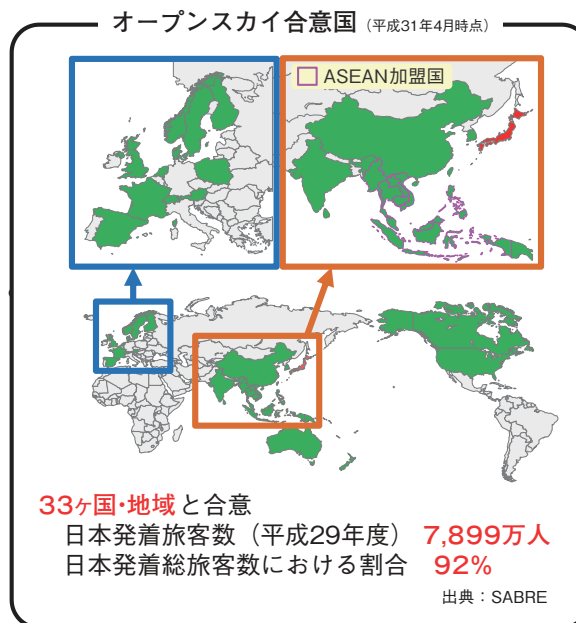 オープンスカイ合意国（平成31年4月時点）
ASEAN加盟国
33ヶ国・地域と合意
日本発着旅客数（平成29年度） 7,899万人
日本発着総旅客数における割合 92%
出典：SABRE